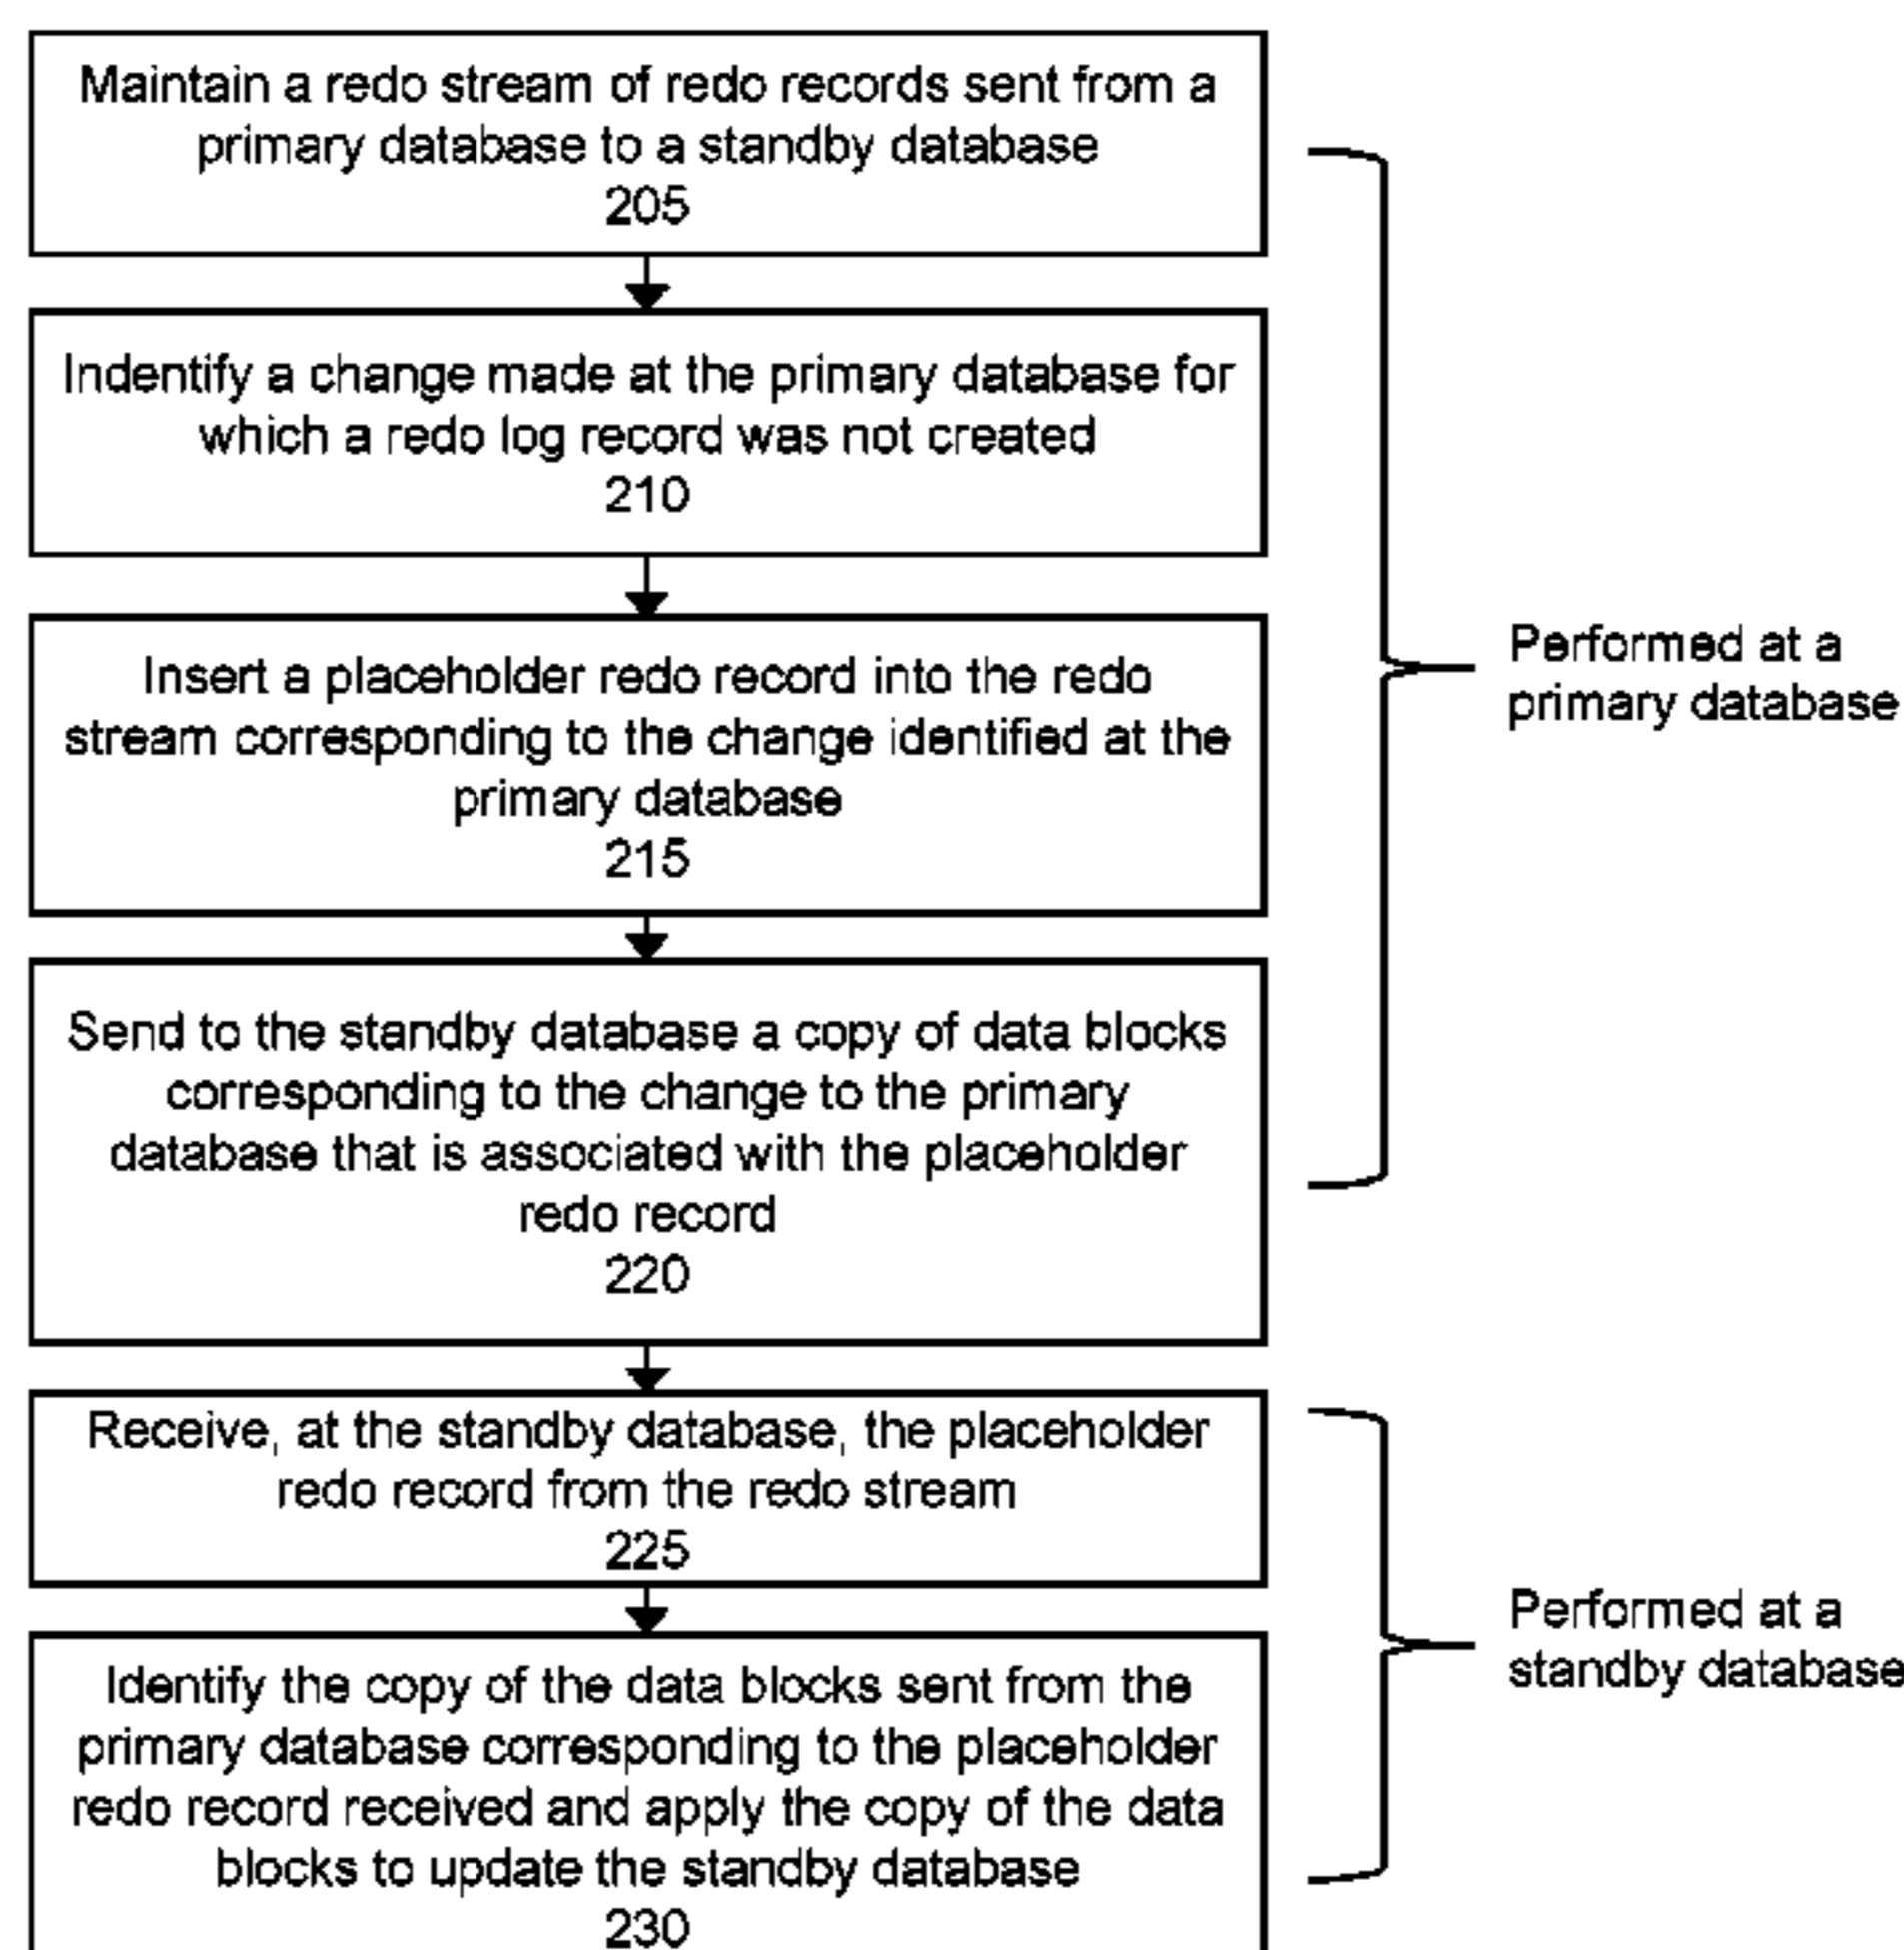 Maintain a redo stream of redo records sent from a
primary database to a standby database
205
Indentify a change made at the primary database for
which a redo log record was not created
210
Insert a placeholder redo record into the redo
stream corresponding to the change identified at the
primary database
215
Send to the standby database a copy of data blocks
corresponding to the change to the primary
database that is associated with the placeholder
redo record
220
Performed at a
primary database
Receive, at the standby database, the placeholder
redo record from the redo stream
225
Identify the copy of the data blocks sent from the
primary database corresponding to the placeholder
redo record received and apply the copy of the data
blocks to update the standby database
230
Performed at a
standby database